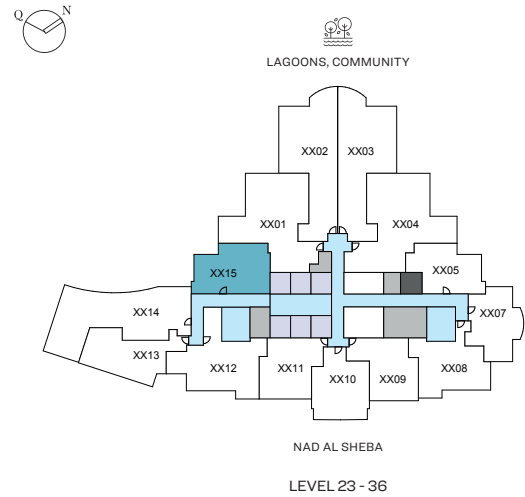 Q N
LAGOONS, COMMUNITY
XX02 XX03
XX01 XX04
XX15 XX05
XX14 XX07
XX13 XX12 XX11 XX10 XX09 XX08
NAD AL SHEBA
LEVEL 23 - 36